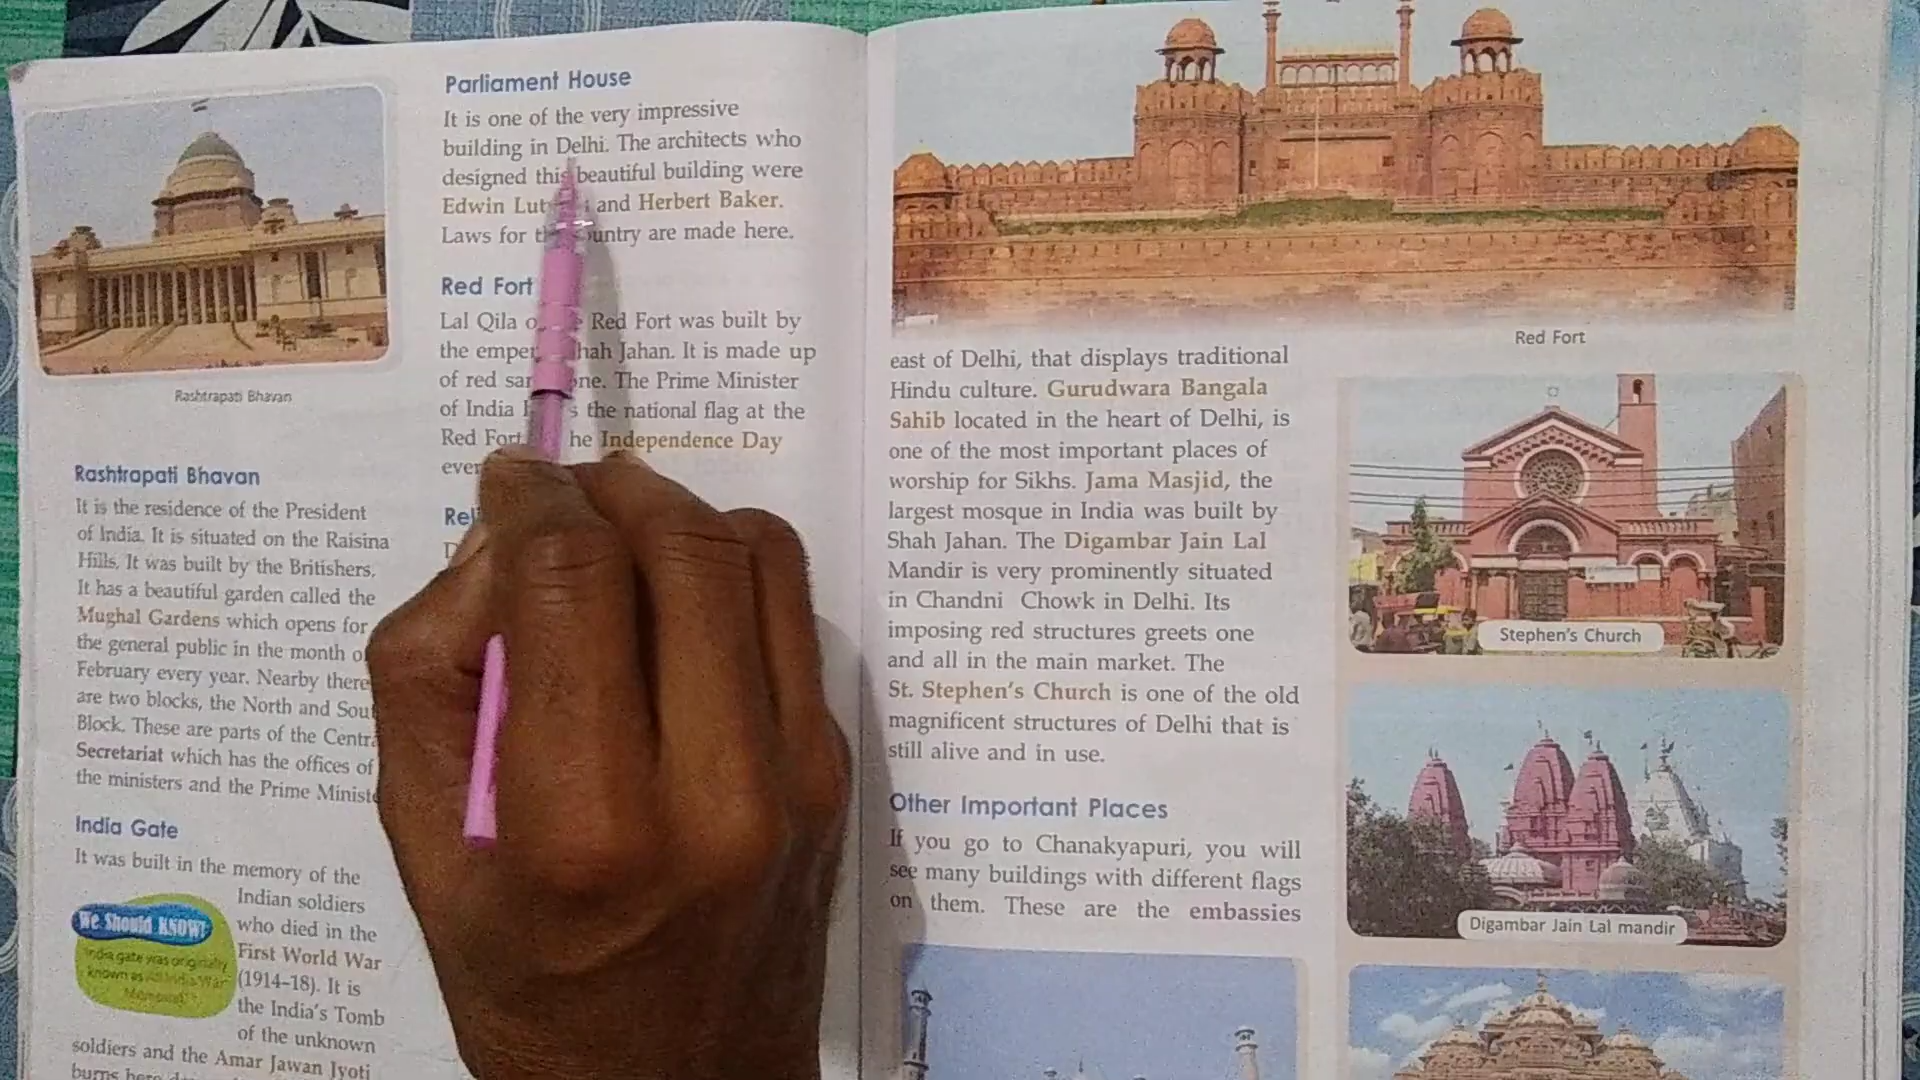 Rashtrapati Bhavan
Rashtrapati Bhavan
It is the residence of the President
of India. It is situated on the Raisina
Hills. It was built by the Britishers.
It has a beautiful garden called the
Mughal Gardens which opens for
the general public in the month
February every year. Nearby there
are two blocks, the North and
Block. These are parts of the
Secretariat which has the offices of
the ministers and the Prime
India Gate
It was built in the memory of the
Indian soldiers
who died in the
First World War
(1914–18). It is
the India's Tomb
of the unknown
soldiers and the Amar Jawan Jyoti
burns here
We Should KNOW!
India gate was originally
known as All India War
Memorial.
Parliament House
It is one of the very impressive
building in Delhi. The architects who
designed this beautiful building were
Edwin and Herbert Baker.
Laws for are made here.
Red Fort
Lal Qila Red Fort was built by
the Jahan. It is made up
of red The Prime Minister
of India the national flag at the
Red Fort Independence Day
Red Fort
east of Delhi, that displays traditional
Hindu culture. Gurudwara Bangala
Sahib located in the heart of Delhi, is
one of the most important places of
worship for Sikhs. Jama Masjid, the
largest mosque in India was built by
Shah Jahan. The Digambar Jain Lal
Mandir is very prominently situated
in Chandni Chowk in Delhi. Its
imposing red structures greets one
and all in the main market. The
St. Stephen's Church is one of the old
magnificent structures of Delhi that is
still alive and in use.
Other Important Places
If you go to Chanakyapuri, you will
see many buildings with different flags
on them. These are the embassies
Stephen's Church
Digambar Jain Lal mandir